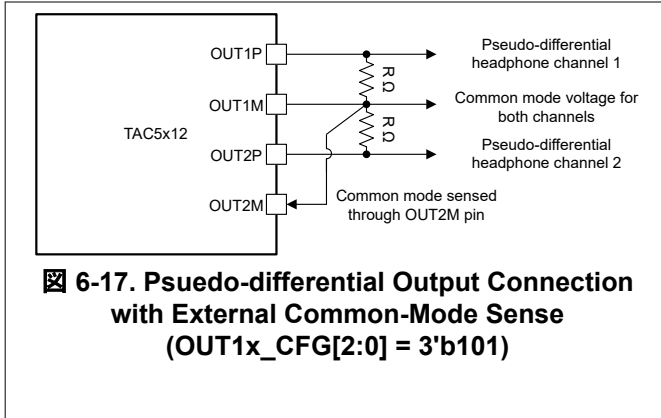 OUT1P
Pseudo-differential
headphone channel 1
R Ω
OUT1M
Common mode voltage for
both channels
TAC5x12
R Ω
OUT2P
Pseudo-differential
headphone channel 2
OUT2M
Common mode sensed
through OUT2M pin
図 6-17. Psuedo-differential Output Connection
with External Common-Mode Sense
(OUT1x_CFG[2:0] = 3'b101)